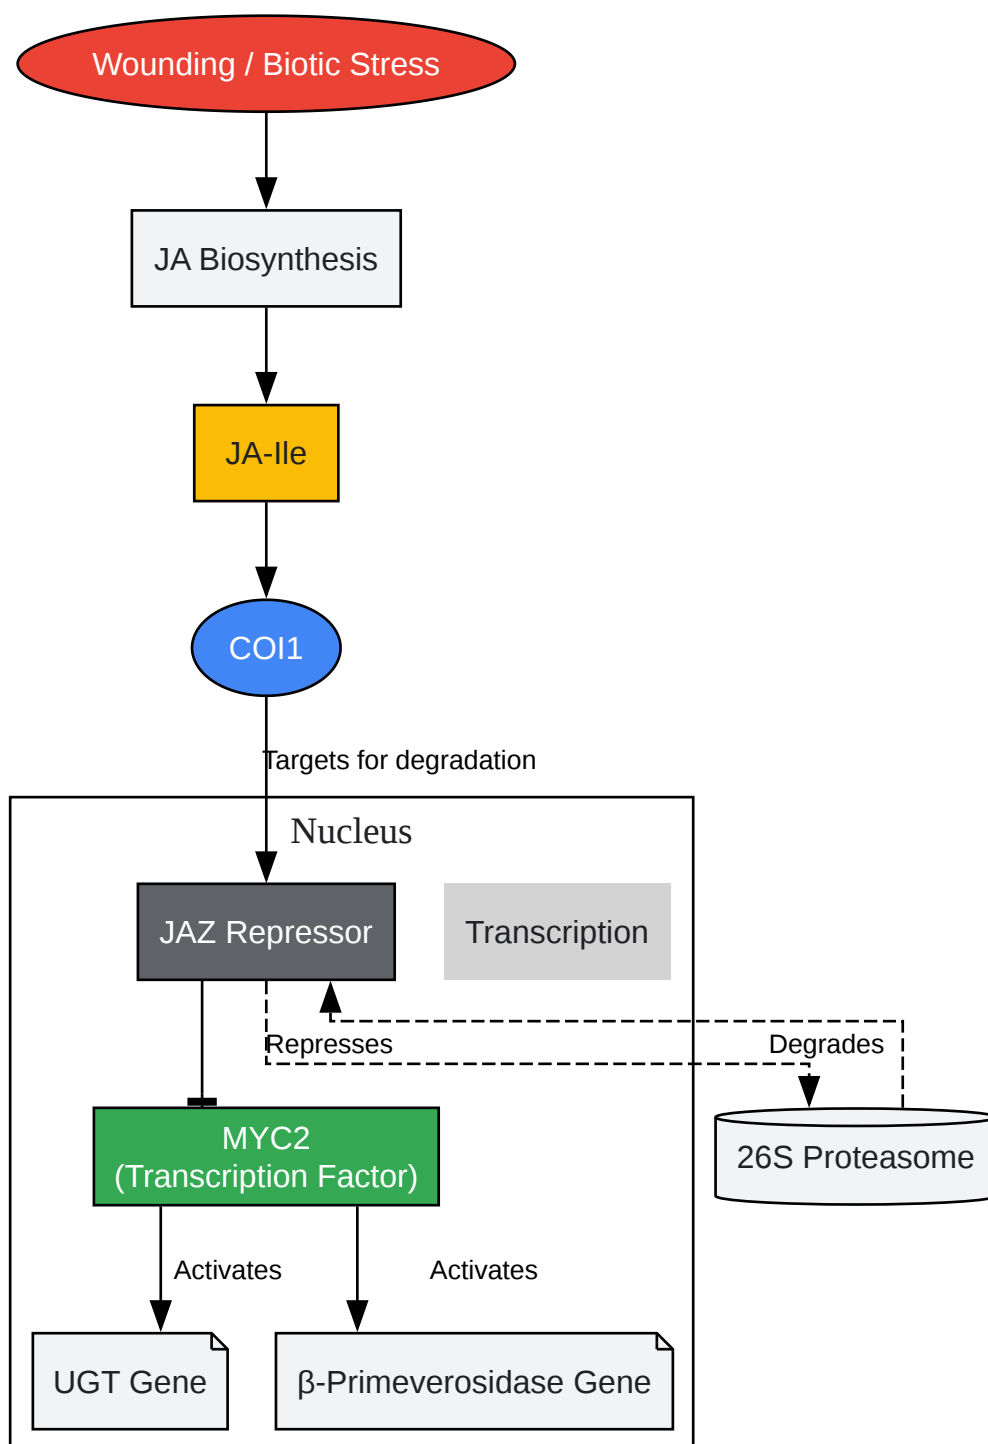 Wounding / Biotic Stress
JA Biosynthesis
JA-Ile
COI1
Targets for degradation
Nucleus
JAZ Repressor
Transcription
Represses
Degrades
MYC2
(Transcription Factor)
26S Proteasome
Activates
Activates
UGT Gene
β-Primeverosidase Gene